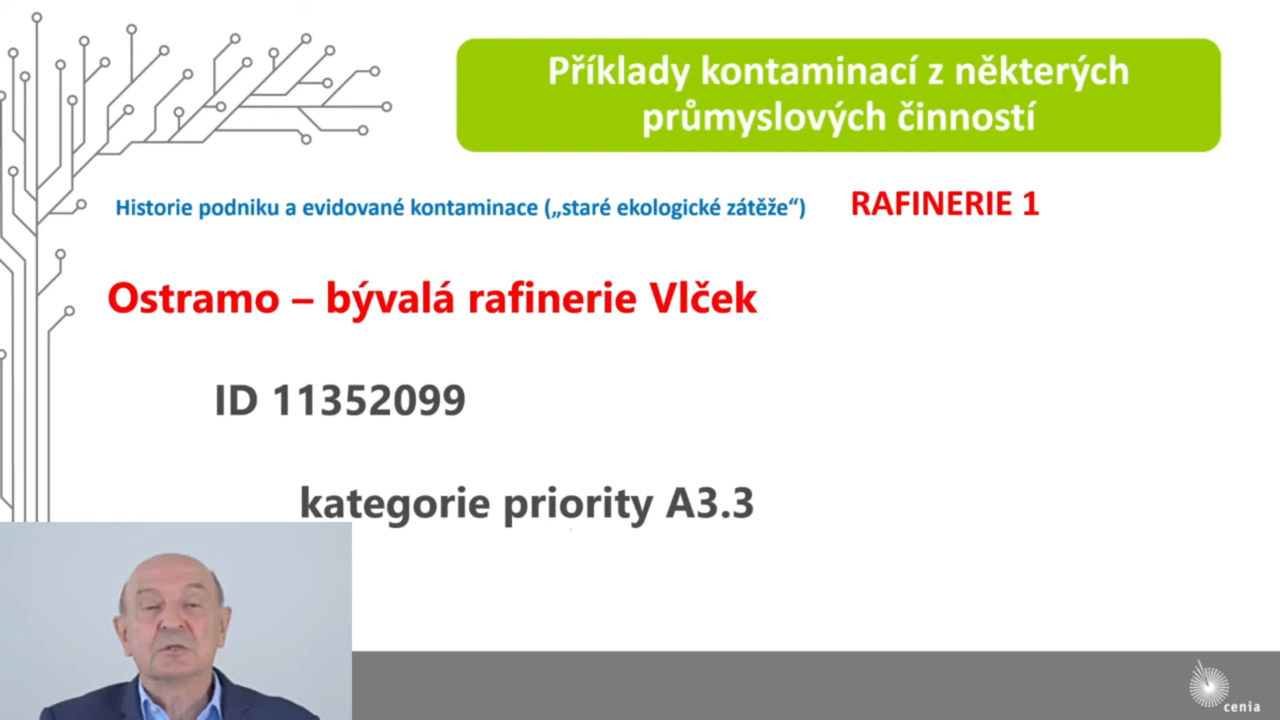 Příklady kontaminací z některých
průmyslových činností
Historie podniku a evidované kontaminace („staré ekologické zátěže“) RAFINERIE 1
Ostramo – bývalá rafinerie Vlček
ID 11352099
kategorie priority A3.3
cenia